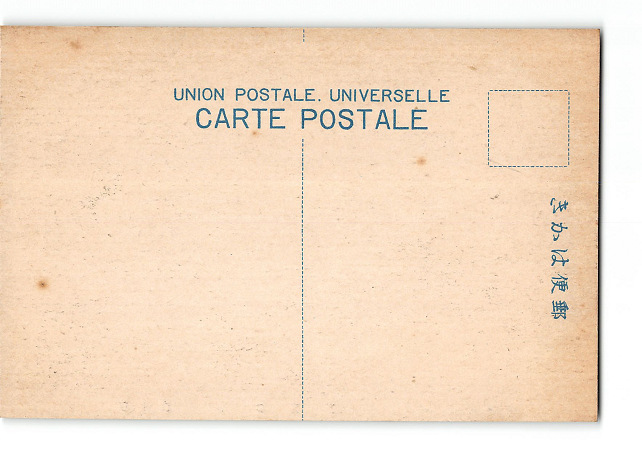 UNION POSTALE. UNIVERSELLE
CARTE POSTALE
郵便はかき